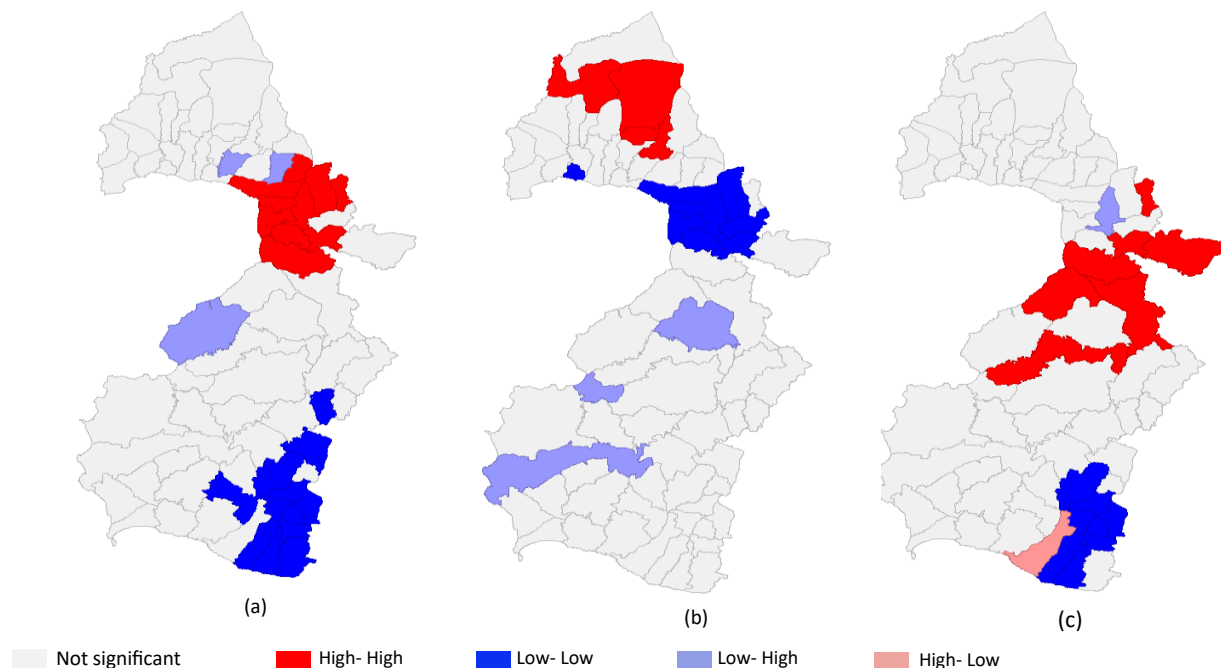 (a)
(b)
(c)
Not significant
High- High
Low- Low
Low- High
High- Low